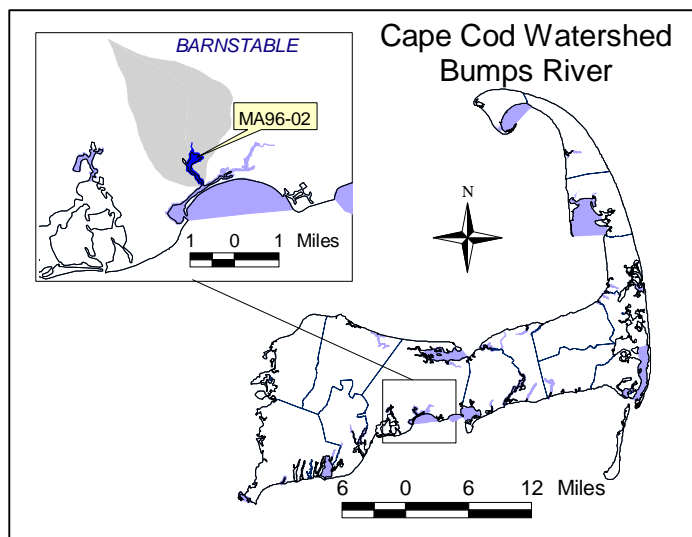 Cape Cod Watershed
Bumps River
BARNSTABLE
MA96-02
1 0 1 Miles
N
6 0 6 12 Miles